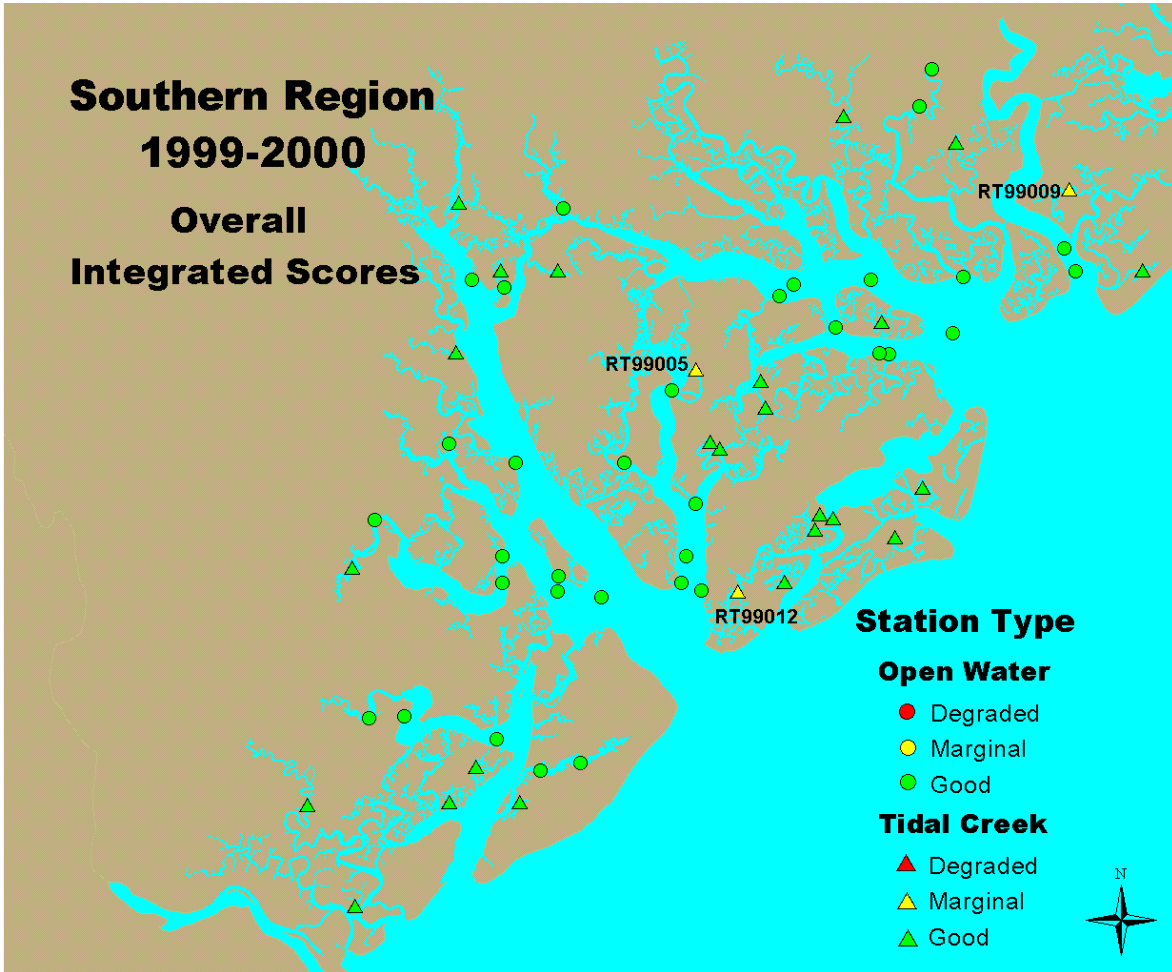 Southern Region
1999-2000
Overall
Integrated Scores
RT99009
RT99005
RT99012
Station Type
Open Water
Degraded
Marginal
Good
Tidal Creek
Degraded
Marginal
Good
N